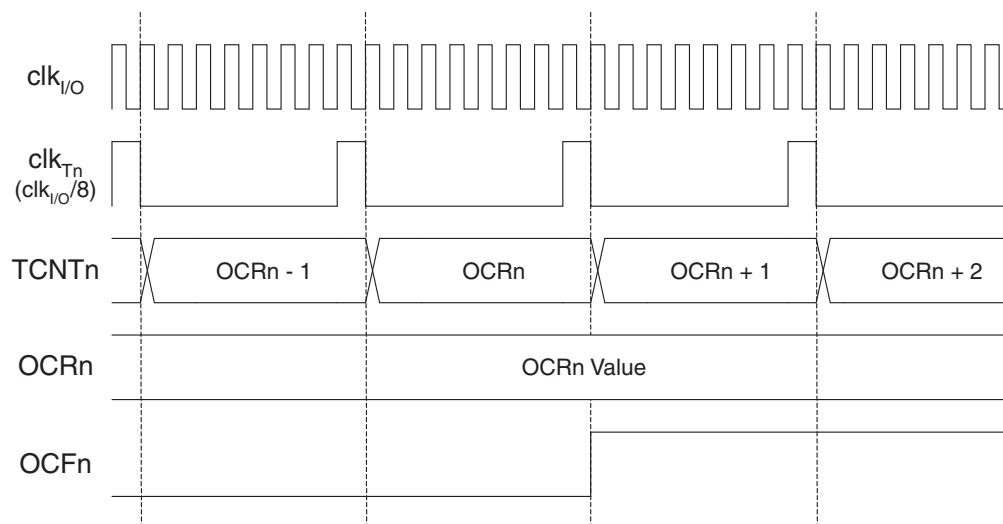 clkI/O
clkTn
(clkI/O/8)
TCNTn
OCRn - 1
OCRn
OCRn + 1
OCRn + 2
OCRn
OCRn Value
OCFn